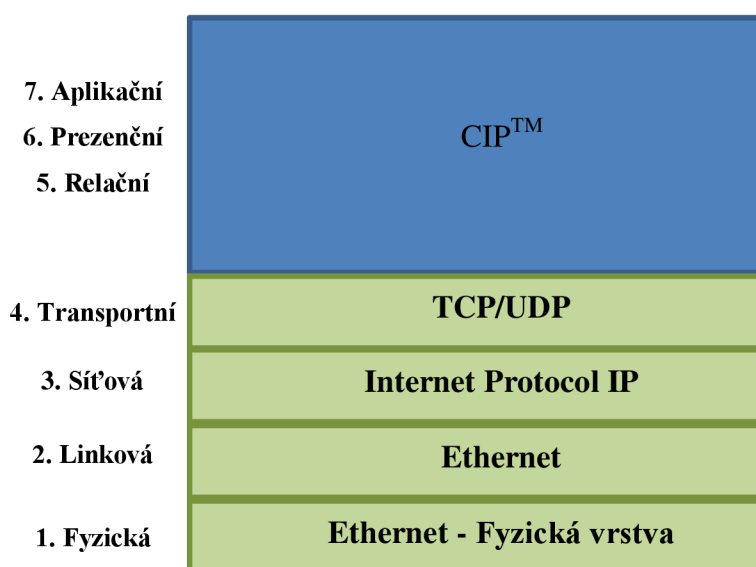 7. Aplikační
6. Prezenční
5. Relační
CIP™
4. Transportní
TCP/UDP
3. Síťová
Internet Protocol IP
2. Linková
Ethernet
1. Fyzická
Ethernet - Fyzická vrstva